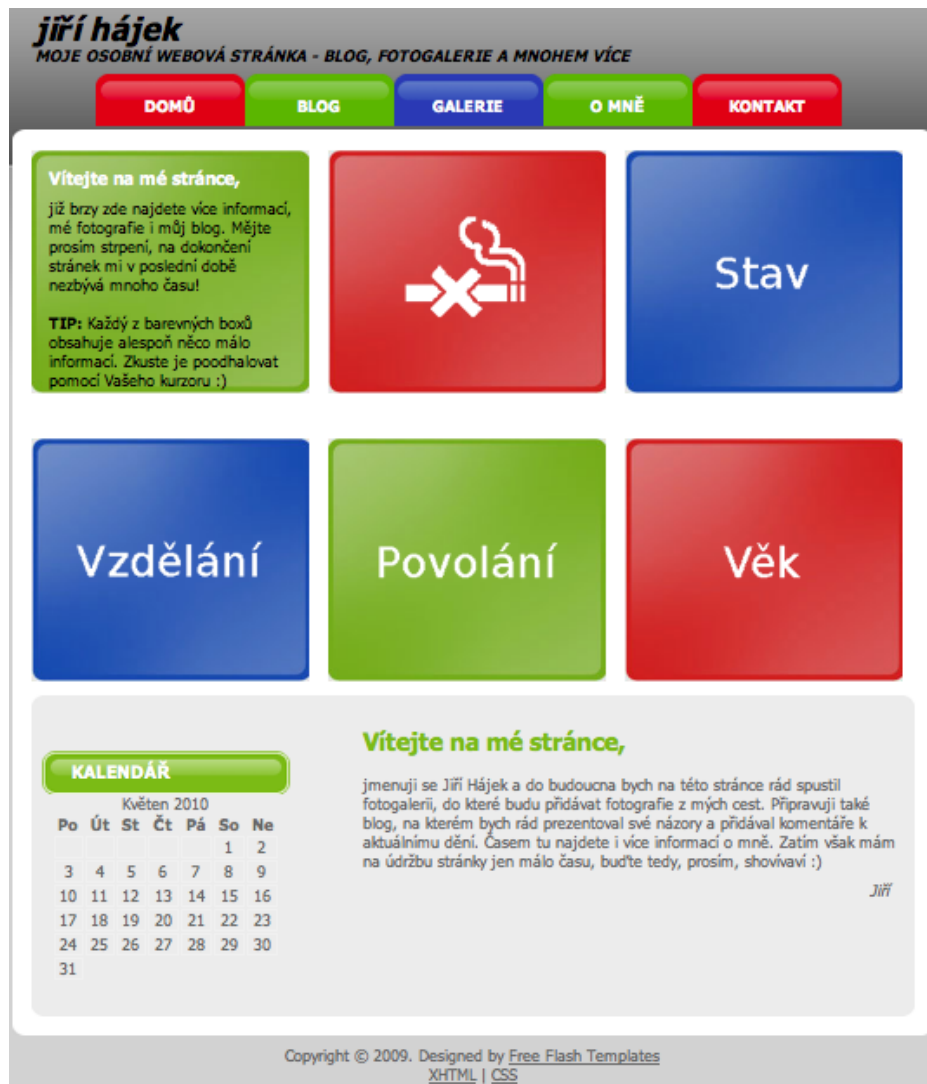 jiří hájek
MOJE OSOBNÍ WEBOVÁ STRÁNKA - BLOG, FOTOGALERIE A MNOHEM VÍCE
DOMŮ BLOG GALERIE O MNĚ KONTAKT
Vítejte na mé stránce,
již brzy zde najdete více informací,
mé fotografie i můj blog. Mějte
prosím strpení, na dokončení
stránek mi v poslední době
nezbývá mnoho času!
TIP: Každý z barevných boxů
obsahuje alespoň něco málo
informací. Zkuste je poodhalovat
pomocí Vašeho kurzoru :)
Stav
Vzdělání
Povolání
Věk
KALENDÁŘ
Květen 2010
Po Út St Čt Pá So Ne
1 2
3 4 5 6 7 8 9
10 11 12 13 14 15 16
17 18 19 20 21 22 23
24 25 26 27 28 29 30
31
Vítejte na mé stránce,
jmenuji se Jiří Hájek a do budoucna bych na této stránce rád spustil
fotogalerii, do které budu přidávat fotografie z mých cest. Připravuji také
blog, na kterém bych rád prezentoval své názory a přidával komentáře k
aktuálnímu dění. Časem tu najdete i více informací o mně. Zatím však mám
na údržbu stránky jen málo času, buďte tedy, prosím, shovívaví :)
Jiří
Copyright © 2009. Designed by Free Flash Templates
XHTML | CSS